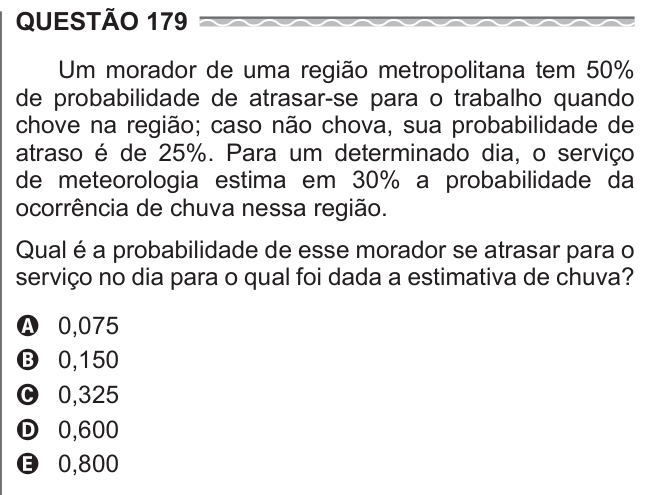 QUESTÃO 179
Um morador de uma região metropolitana tem 50%
de probabilidade de atrasar-se para o trabalho quando
chove na região; caso não chova, sua probabilidade de
atraso é de 25%. Para um determinado dia, o serviço
de meteorologia estima em 30% a probabilidade da
ocorrência de chuva nessa região.
Qual é a probabilidade de esse morador se atrasar para o
serviço no dia para o qual foi dada a estimativa de chuva?
A 0,075
B 0,150
C 0,325
D 0,600
E 0,800